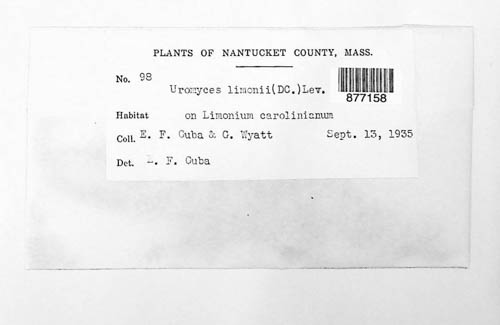 PLANTS OF NANTUCKET COUNTY, MASS.
No. 98
Uromyces limonii(DC.)Lev.
877158
Habitat on Limonium carolinianum
Coll. E. F. Guba & G. Wyatt Sept. 13, 1935
Det. F. Guba